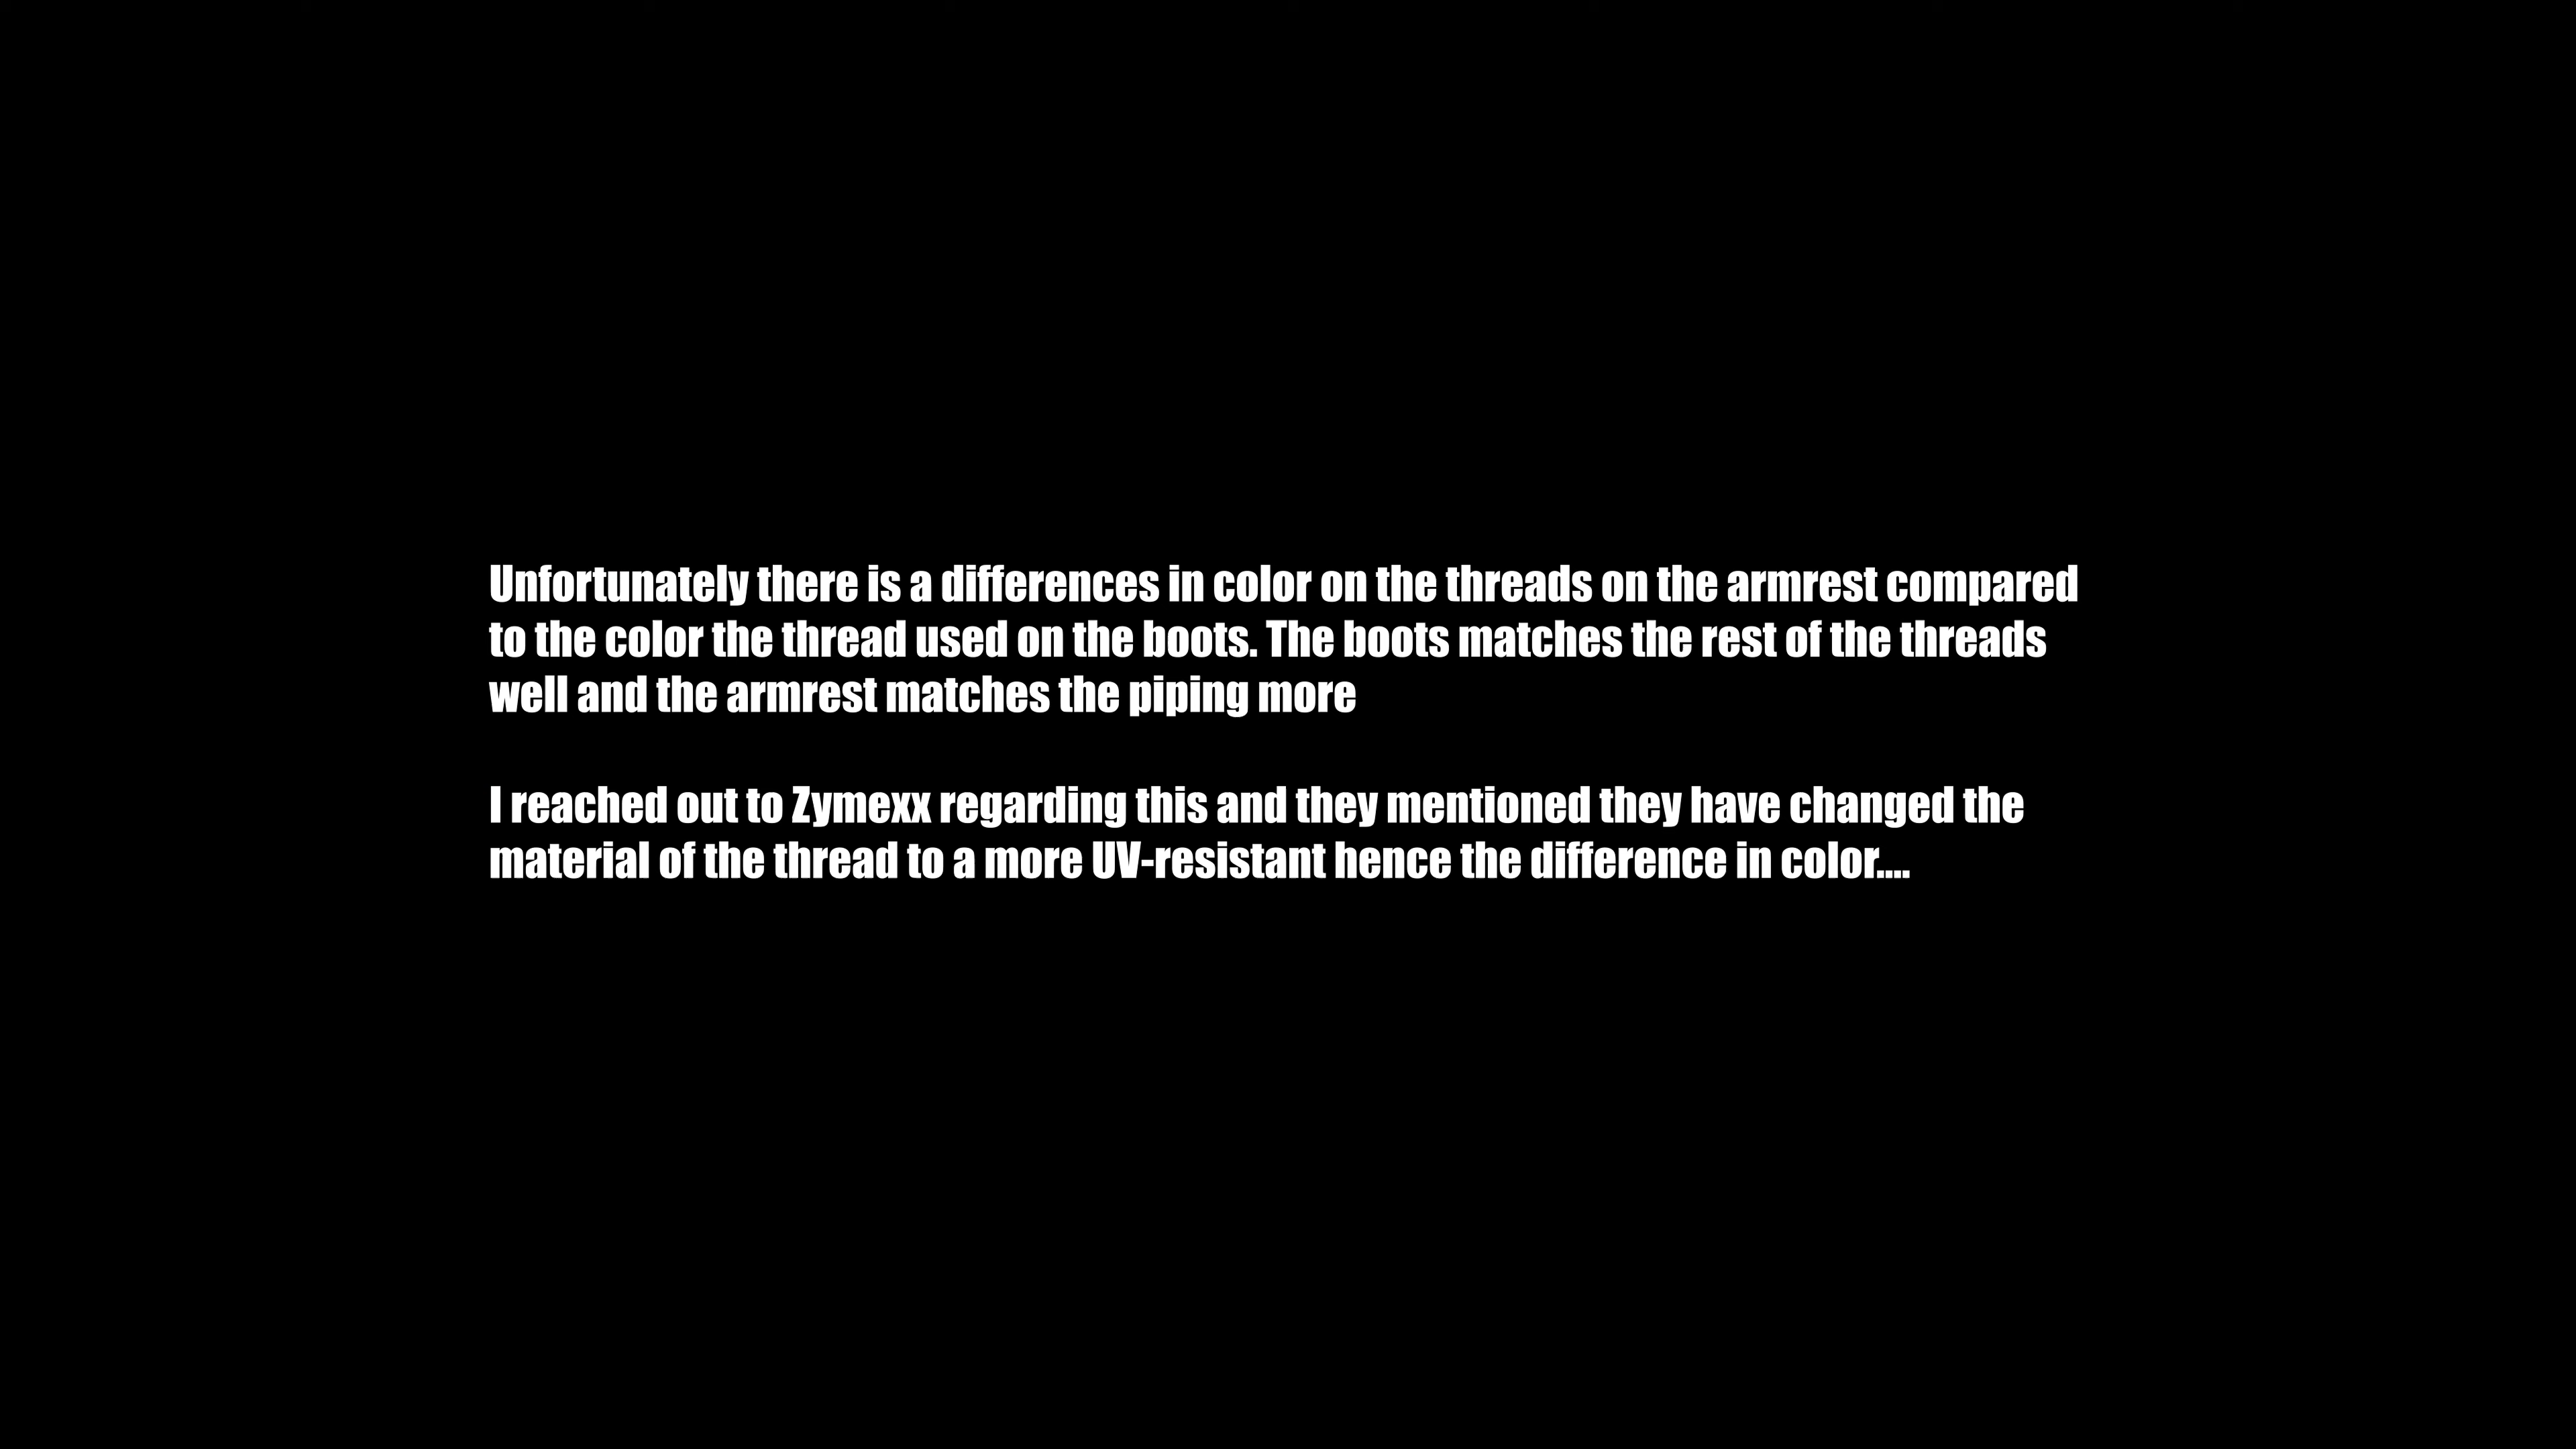 Unfortunately there is a differences in color on the threads on the armrest compared
to the color the thread used on the boots. The boots matches the rest of the threads
well and the armrest matches the piping more
I reached out to Zymexx regarding this and they mentioned they have changed the
material of the thread to a more UV-resistant hence the difference in color....